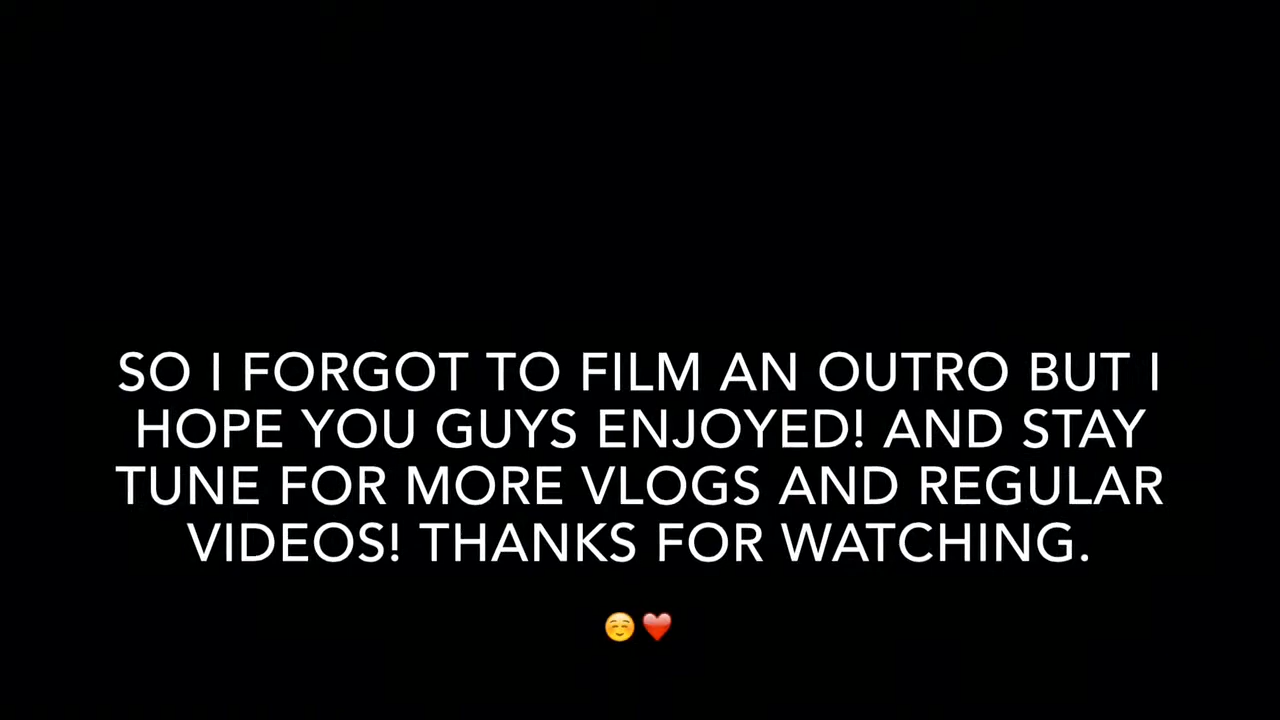 SO I FORGOT TO FILM AN OUTRO BUT I
HOPE YOU GUYS ENJOYED! AND STAY
TUNE FOR MORE VLOGS AND REGULAR
VIDEOS! THANKS FOR WATCHING.
☺️❤️